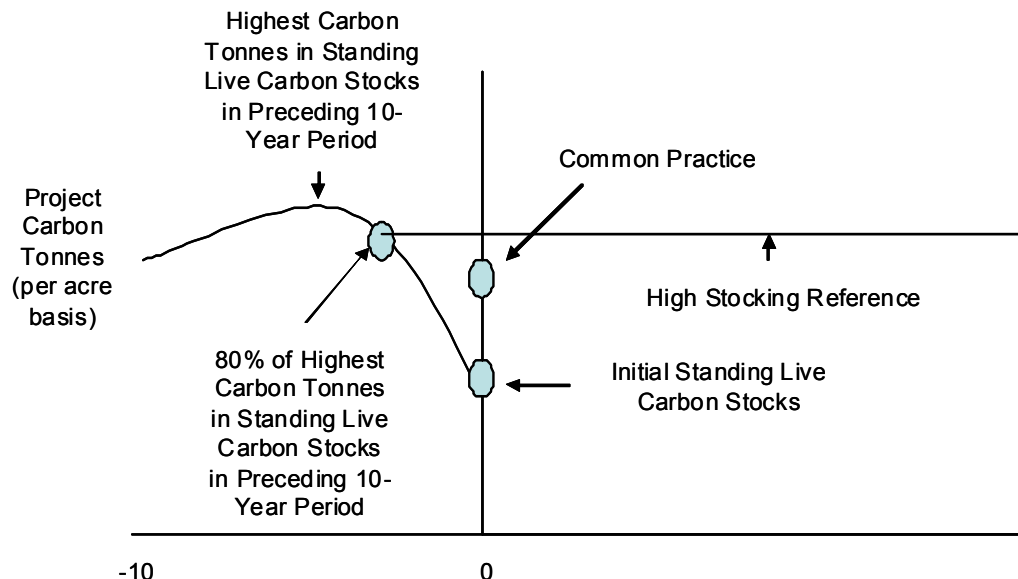 Highest Carbon
Tonnes in Standing
Live Carbon Stocks
in Preceding 10-
Year Period
Common Practice
Project
Carbon
Tonnes
(per acre
basis)
High Stocking Reference
80% of Highest
Carbon Tonnes
in Standing Live
Carbon Stocks
in Preceding 10-
Year Period
Initial Standing Live
Carbon Stocks
-10
0